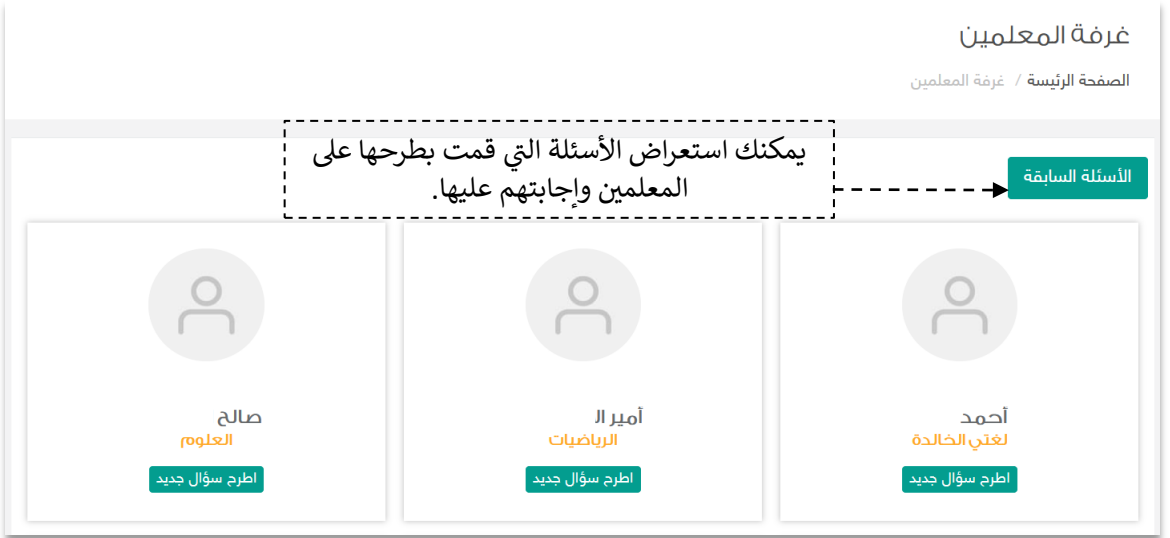 غرفة المعلمين
الصفحة الرئيسة / غرفة المعلمين
يمكنك استعراض الأسئلة التي قمت بطرحها على
المعلمين وإجابتهم عليها.
الأسئلة السابقة
أحمد
لغتي الخالدة
اطرح سؤال جديد
أمير ال
الرياضيات
اطرح سؤال جديد
صالح
العلوم
اطرح سؤال جديد